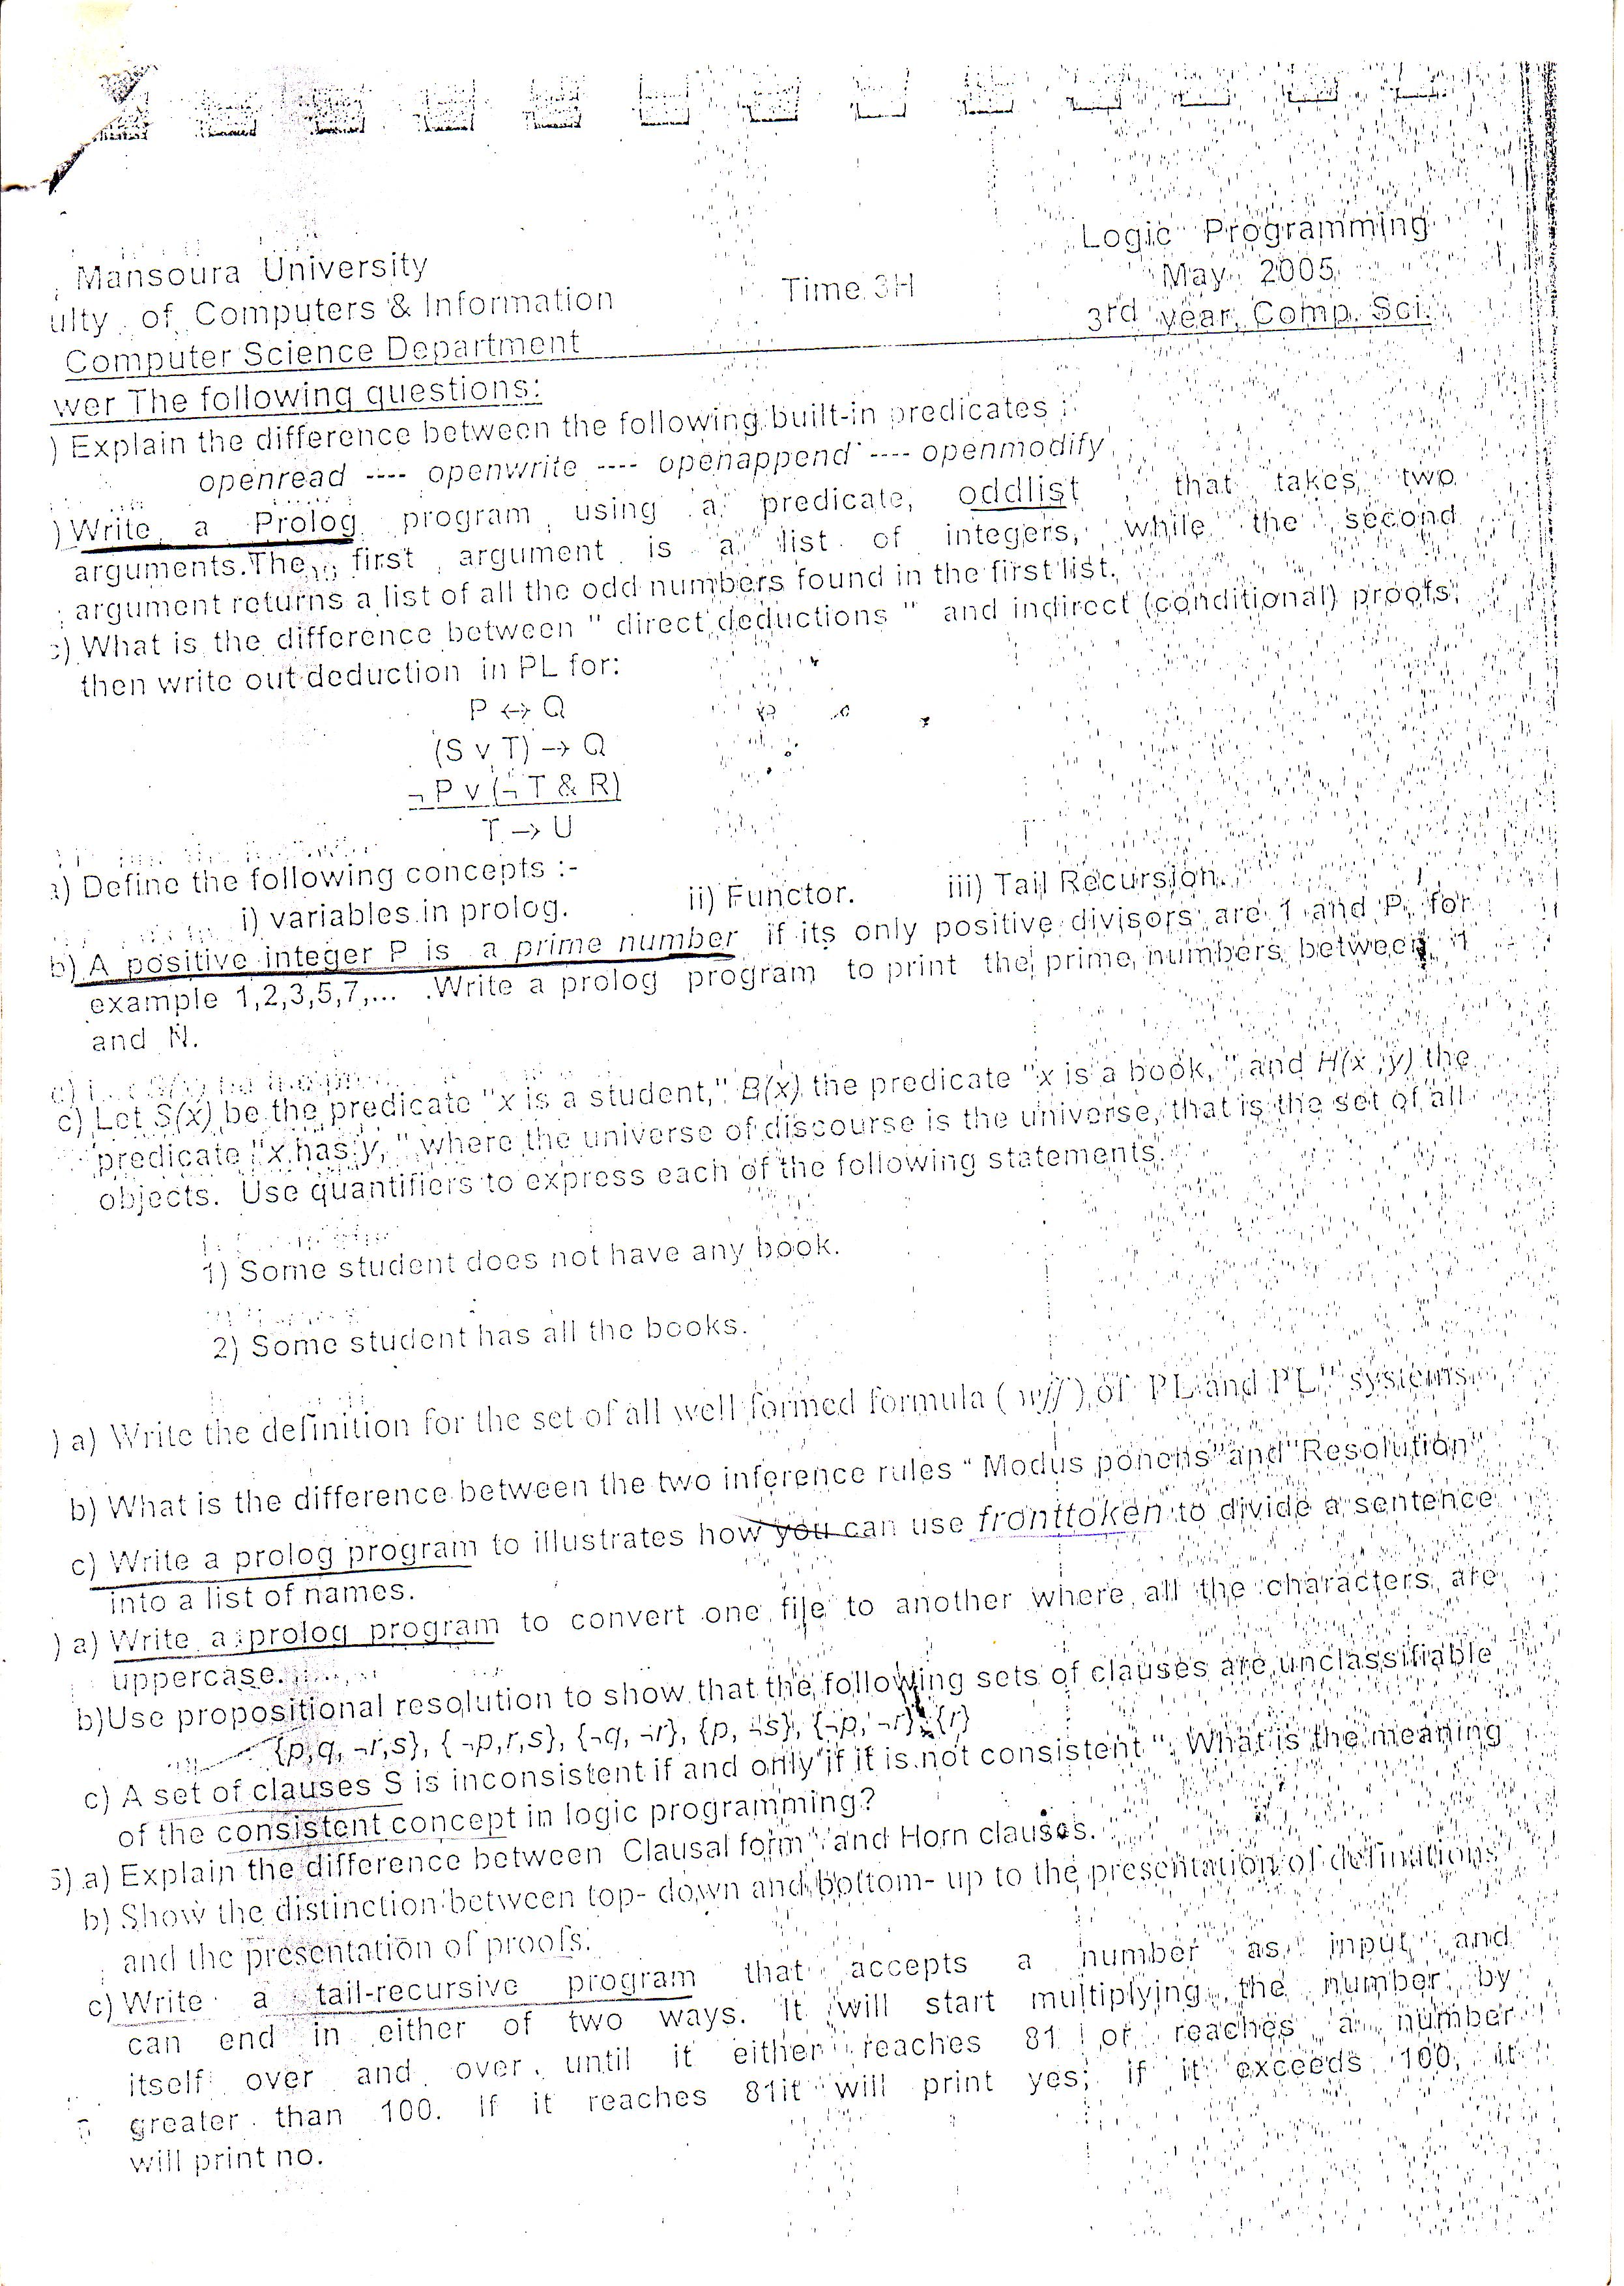 Logic Programming
Mansoura University Time 3H May 2005
ulty of Computers & Information 3rd year, Comp. Sci.
Computer Science Department
wer The following questions:
) Explain the difference between the following built-in predicates :
openread ---- openwrite ---- openappend ---- openmodify
) Write a Prolog program using a predicate, oddlist that takes two
arguments.The first argument is a list of integers, while the second
argument returns a list of all the odd numbers found in the first list.
c) What is the difference between " direct deductions " and indirect (conditional) proofs
then write out deduction in PL for:
P ↔ Q
(S v T) → Q
¬ P v (¬ T & R)
T → U
a) Define the following concepts :-
i) variables in prolog. ii) Functor. iii) Tail Recursion.
b) A positive integer P is a prime number if its only positive divisors are 1 and P, for
example 1,2,3,5,7,... .Write a prolog program to print the prime numbers between 1
and N.
c) Let S(x) be the predicate "x is a student," B(x) the predicate "x is a book," and H(x ,y) the
predicate "x has y, " where the universe of discourse is the universe, that is the set of all
objects. Use quantifiers to express each of the following statements.
1) Some student does not have any book.
2) Some student has all the books.
) a) Write the definition for the set of all well formed formula ( wff ) of PL and PL" systems
b) What is the difference between the two inference rules " Modus ponens" and "Resolution"
c) Write a prolog program to illustrates how you can use fronttoken to divide a sentence
into a list of names.
) a) Write a prolog program to convert one file to another where all the characters are
uppercase.
b)Use propositional resolution to show that the following sets of clauses are unclassifiable
{p,q, ¬r,s}, { ¬p,r,s}, {¬q, ¬r}, {p, ¬s}, {¬p, ¬r}, {r}
c) A set of clauses S is inconsistent if and only if it is not consistent ". What is the meaning
of the consistent concept in logic programming?
5) a) Explain the difference between Clausal form and Horn clauses.
b) Show the distinction between top- down and bottom- up to the presentation of definitions
and the presentation of proofs.
c) Write a tail-recursive program that accepts a number as input and
can end in either of two ways. It will start multiplying the number by
itself over and over until it either reaches 81 or reaches a number
greater than 100. If it reaches 81it will print yes; if it exceeds 100, it
will print no.